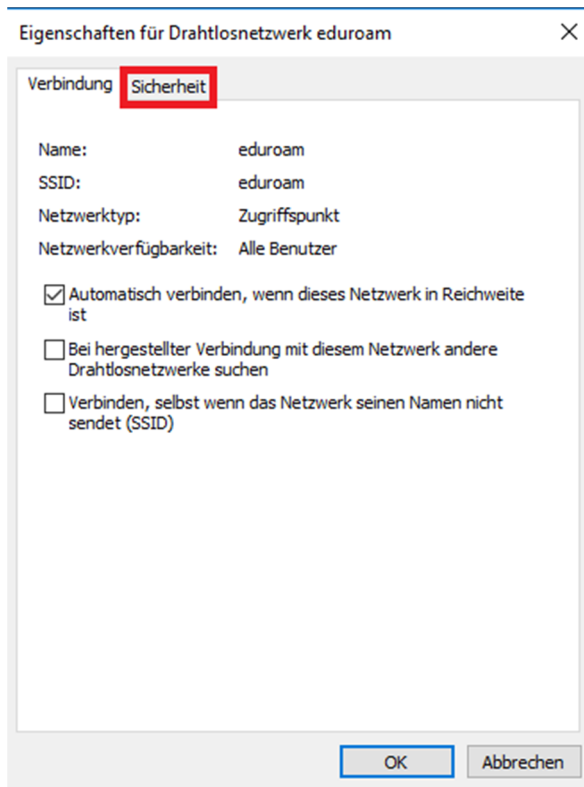 Eigenschaften für Drahtlosnetzwerk eduroam
Verbindung Sicherheit
Name: eduroam
SSID: eduroam
Netzwerktyp: Zugriffspunkt
Netzwerkverfügbarkeit: Alle Benutzer
Automatisch verbinden, wenn dieses Netzwerk in Reichweite
ist
Bei hergestellter Verbindung mit diesem Netzwerk andere
Drahtlosnetzwerke suchen
Verbinden, selbst wenn das Netzwerk seinen Namen nicht
sendet (SSID)
OK Abbrechen